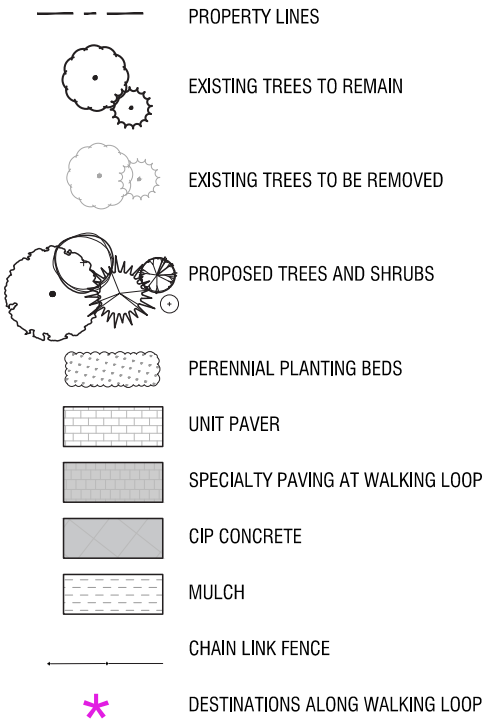 PROPERTY LINES
EXISTING TREES TO REMAIN
EXISTING TREES TO BE REMOVED
PROPOSED TREES AND SHRUBS
PERENNIAL PLANTING BEDS
UNIT PAVER
SPECIALTY PAVING AT WALKING LOOP
CIP CONCRETE
MULCH
CHAIN LINK FENCE
DESTINATIONS ALONG WALKING LOOP